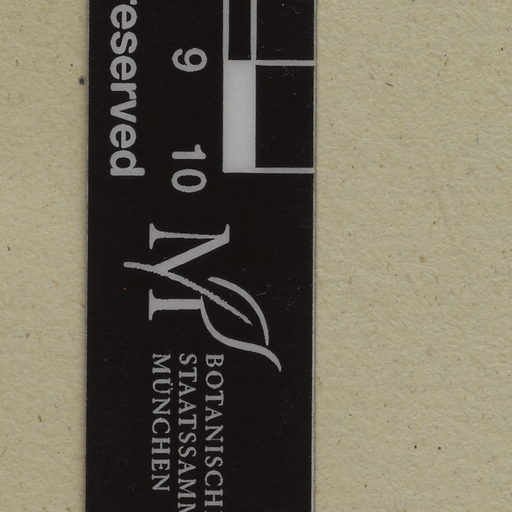 reserved
9 10
M
BOTANISCH
STAATSSAMM
MÜNCHEN